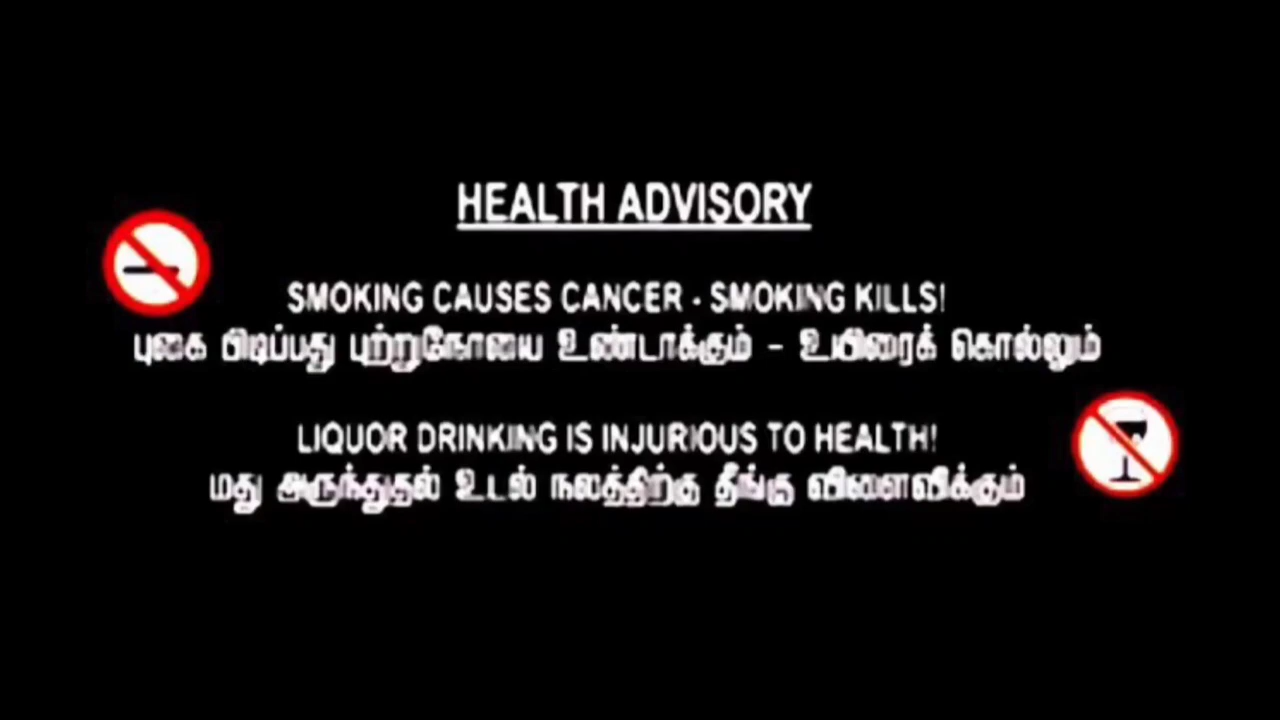 HEALTH ADVISORY
SMOKING CAUSES CANCER - SMOKING KILLS!
புகை பிடிப்பது புற்றுநோயை உண்டாக்கும் - உயிரைக் கொல்லும்
LIQUOR DRINKING IS INJURIOUS TO HEALTH!
மது அருந்துதல் உடல் நலத்திற்கு தீங்கு விளைவிக்கும்